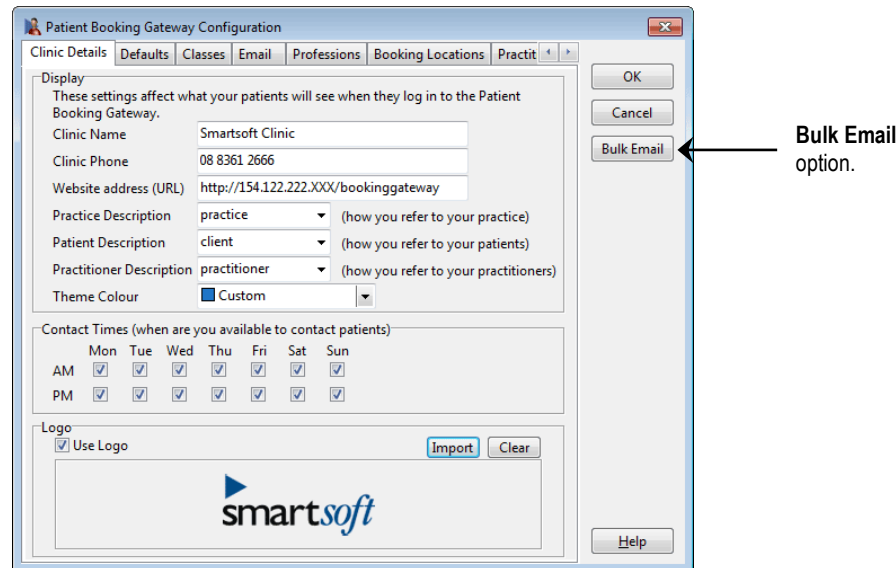 Patient Booking Gateway Configuration
Clinic Details Defaults Classes Email Professions Booking Locations Practit
Display
These settings affect what your patients will see when they log in to the Patient
Booking Gateway.
Clinic Name Smartsoft Clinic
Clinic Phone 08 8361 2666
Website address (URL) http://154.122.222.XXX/bookinggateway
Practice Description practice (how you refer to your practice)
Patient Description client (how you refer to your patients)
Practitioner Description practitioner (how you refer to your practitioners)
Theme Colour Custom
Contact Times (when are you available to contact patients)
Mon Tue Wed Thu Fri Sat Sun
AM
PM
Logo
Use Logo Import Clear
smartsoft
OK
Cancel
Bulk Email
Help
Bulk Email
option.